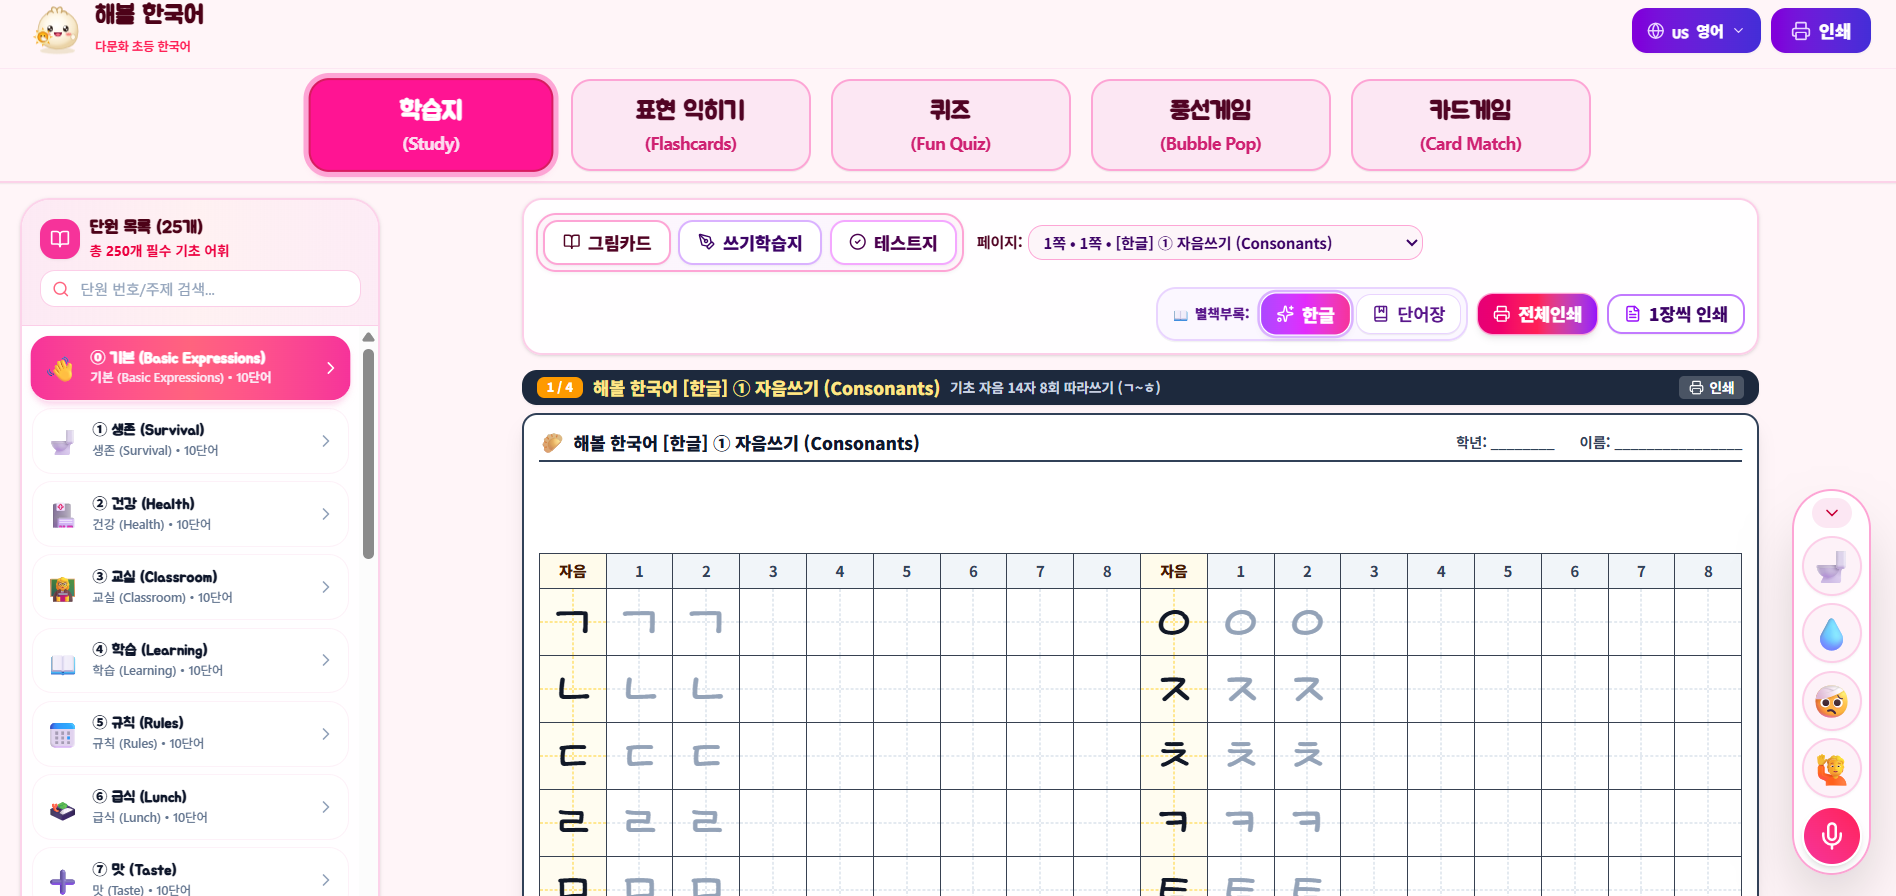 해볼 한국어
다문화 초등 한국어
us 영어
인쇄
학습지
(Study)
표현 익히기
(Flashcards)
퀴즈
(Fun Quiz)
풍선게임
(Bubble Pop)
카드게임
(Card Match)
단원 목록 (25개)
총 250개 필수 기초 어휘
단원 번호/주제 검색...
⓪ 기본 (Basic Expressions)
기본 (Basic Expressions) • 10단어
① 생존 (Survival)
생존 (Survival) • 10단어
② 건강 (Health)
건강 (Health) • 10단어
③ 교실 (Classroom)
교실 (Classroom) • 10단어
④ 학습 (Learning)
학습 (Learning) • 10단어
⑤ 규칙 (Rules)
규칙 (Rules) • 10단어
⑥ 급식 (Lunch)
급식 (Lunch) • 10단어
⑦ 맛 (Taste)
맛 (Taste) • 10단어
그림카드
쓰기학습지
테스트지
페이지: 1쪽 • 1쪽 • [한글] ① 자음쓰기 (Consonants)
별책부록: 한글 단어장
전체인쇄
1장씩 인쇄
1 / 4 해볼 한국어 [한글] ① 자음쓰기 (Consonants) 기초 자음 14자 8회 따라쓰기 (ㄱ~ㅎ) 인쇄
해볼 한국어 [한글] ① 자음쓰기 (Consonants) 학년: ________ 이름: ________________
자음 1 2 3 4 5 6 7 8 자음 1 2 3 4 5 6 7 8
ㄱ ㄱ ㄱ ㅇ ㅇ ㅇ
ㄴ ㄴ ㄴ ㅈ ㅈ ㅈ
ㄷ ㄷ ㄷ ㅊ ㅊ ㅊ
ㄹ ㄹ ㄹ ㅋ ㅋ ㅋ
ㅁ ㅁ ㅁ ㅌ ㅌ ㅌ